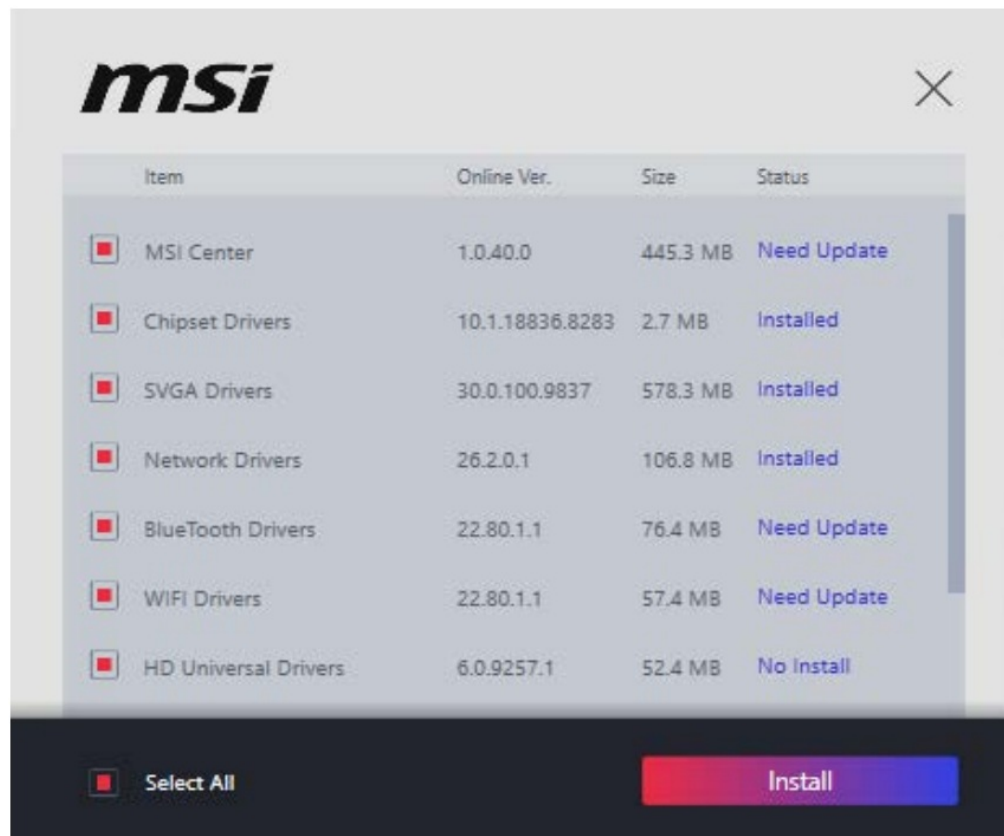 msi
Item Online Ver. Size Status
MSI Center 1.0.40.0 445.3 MB Need Update
Chipset Drivers 10.1.18836.8283 2.7 MB Installed
SVGA Drivers 30.0.100.9837 578.3 MB Installed
Network Drivers 26.2.0.1 106.8 MB Installed
BlueTooth Drivers 22.80.1.1 76.4 MB Need Update
WIFI Drivers 22.80.1.1 57.4 MB Need Update
HD Universal Drivers 6.0.9257.1 52.4 MB No Install
Select All Install